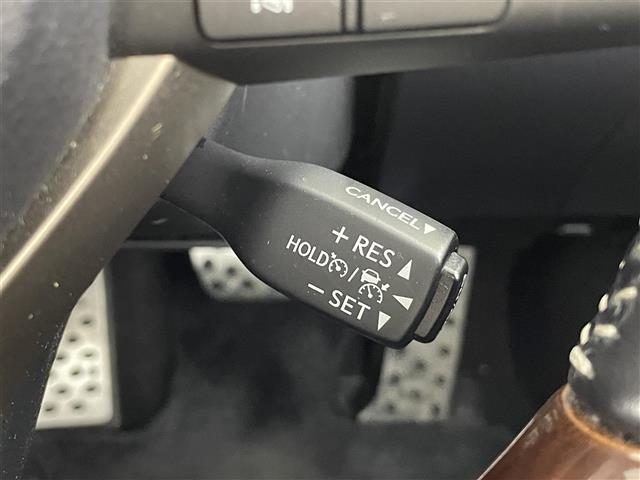 CANCEL▼
+ RES ▲
HOLD / ◀
- SET ▼